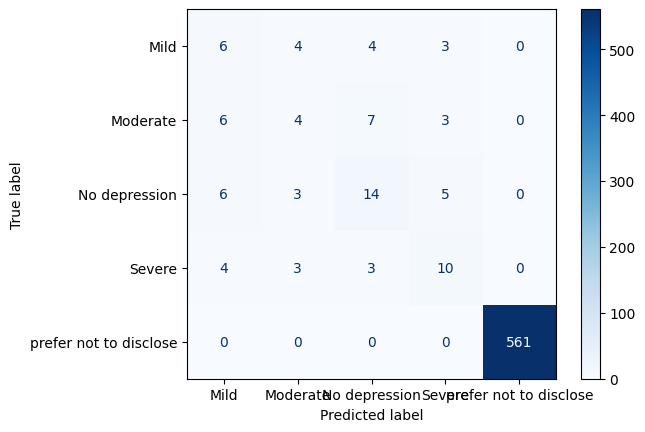 Mild 6 4 4 3 0
Moderate 6 4 7 3 0
No depression 6 3 14 5 0
Severe 4 3 3 10 0
prefer not to disclose 0 0 0 0 561
Mild Moderate No depression Severe prefer not to disclose
Predicted label
True label
500
400
300
200
100
0